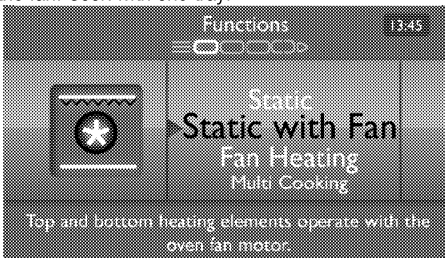 Functions
13:45
Static
Static with Fan
Fan Heating
Multi Cooking
Top and bottom heating elements operate with the
oven fan motor.